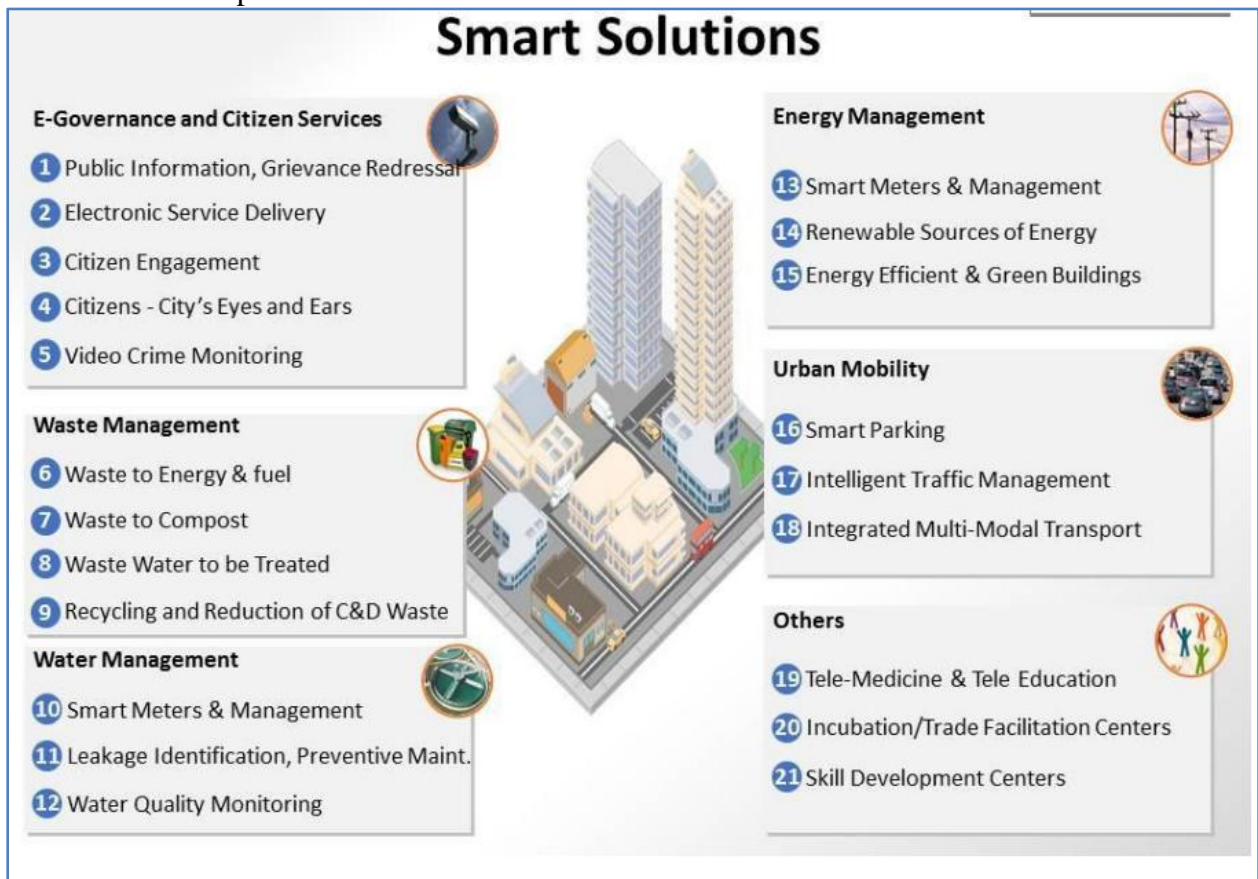 Smart Solutions
E-Governance and Citizen Services
1 Public Information, Grievance Redressal
2 Electronic Service Delivery
3 Citizen Engagement
4 Citizens - City's Eyes and Ears
5 Video Crime Monitoring
Waste Management
6 Waste to Energy & fuel
7 Waste to Compost
8 Waste Water to be Treated
9 Recycling and Reduction of C&D Waste
Water Management
10 Smart Meters & Management
11 Leakage Identification, Preventive Maint.
12 Water Quality Monitoring
Energy Management
13 Smart Meters & Management
14 Renewable Sources of Energy
15 Energy Efficient & Green Buildings
Urban Mobility
16 Smart Parking
17 Intelligent Traffic Management
18 Integrated Multi-Modal Transport
Others
19 Tele-Medicine & Tele Education
20 Incubation/Trade Facilitation Centers
21 Skill Development Centers